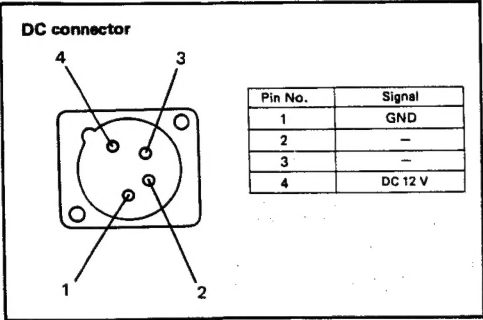 DC connector
4 3
Pin No. Signal
1 GND
2 —
3 —
4 DC 12 V
1 2